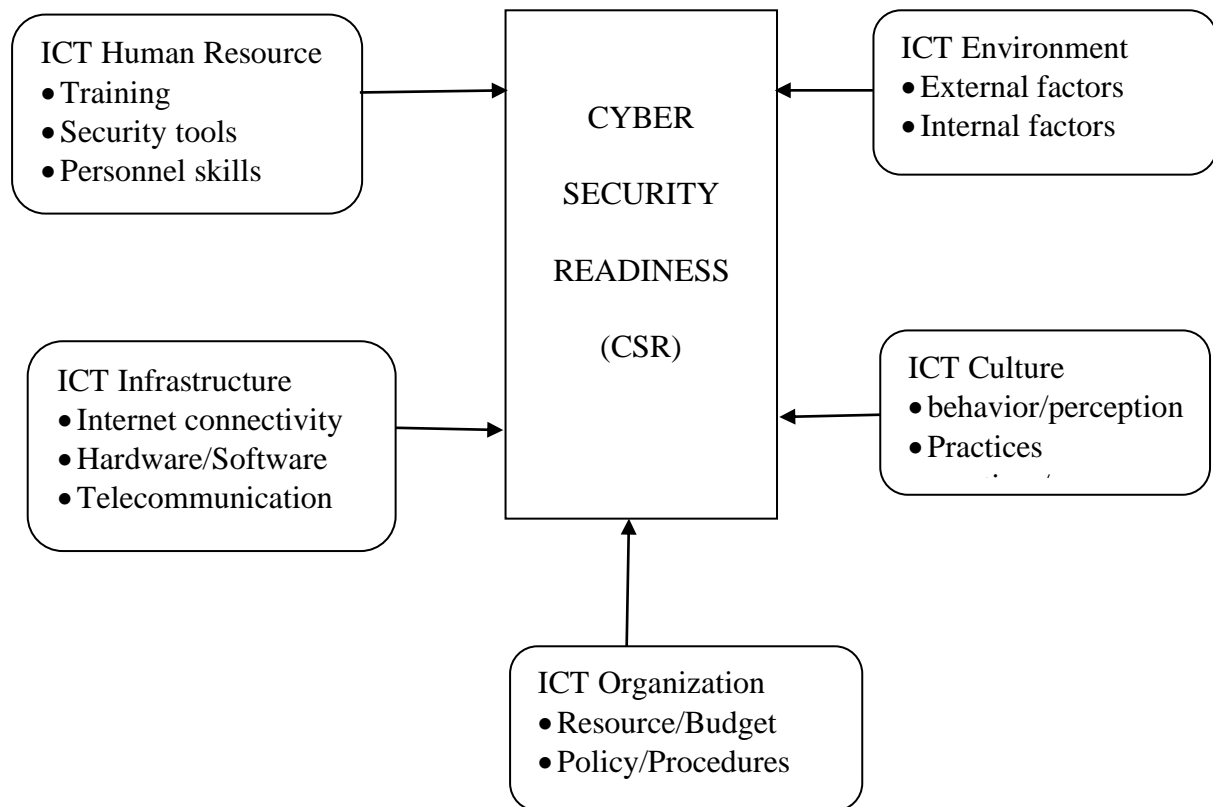 ICT Human Resource
• Training
• Security tools
• Personnel skills
CYBER
SECURITY
READINESS
(CSR)
ICT Environment
• External factors
• Internal factors
ICT Infrastructure
• Internet connectivity
• Hardware/Software
• Telecommunication
ICT Culture
• behavior/perception
• Practices
ICT Organization
• Resource/Budget
• Policy/Procedures